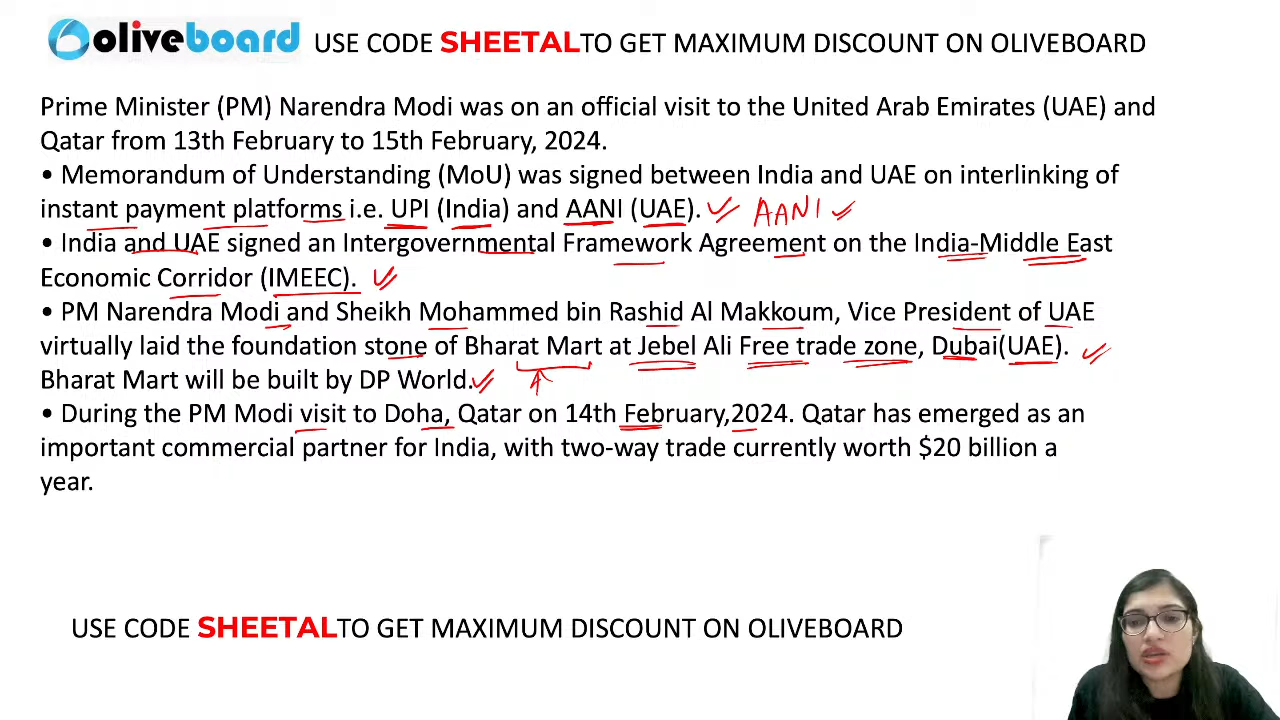 oliveboard USE CODE SHEETALTO GET MAXIMUM DISCOUNT ON OLIVEBOARD
Prime Minister (PM) Narendra Modi was on an official visit to the United Arab Emirates (UAE) and
Qatar from 13th February to 15th February, 2024.
• Memorandum of Understanding (MoU) was signed between India and UAE on interlinking of
instant payment platforms i.e. UPI (India) and AANI (UAE). AANI
• India and UAE signed an Intergovernmental Framework Agreement on the India-Middle East
Economic Corridor (IMEEC).
• PM Narendra Modi and Sheikh Mohammed bin Rashid Al Makkoum, Vice President of UAE
virtually laid the foundation stone of Bharat Mart at Jebel Ali Free trade zone, Dubai(UAE).
Bharat Mart will be built by DP World.
• During the PM Modi visit to Doha, Qatar on 14th February,2024. Qatar has emerged as an
important commercial partner for India, with two-way trade currently worth $20 billion a
year.
USE CODE SHEETALTO GET MAXIMUM DISCOUNT ON OLIVEBOARD